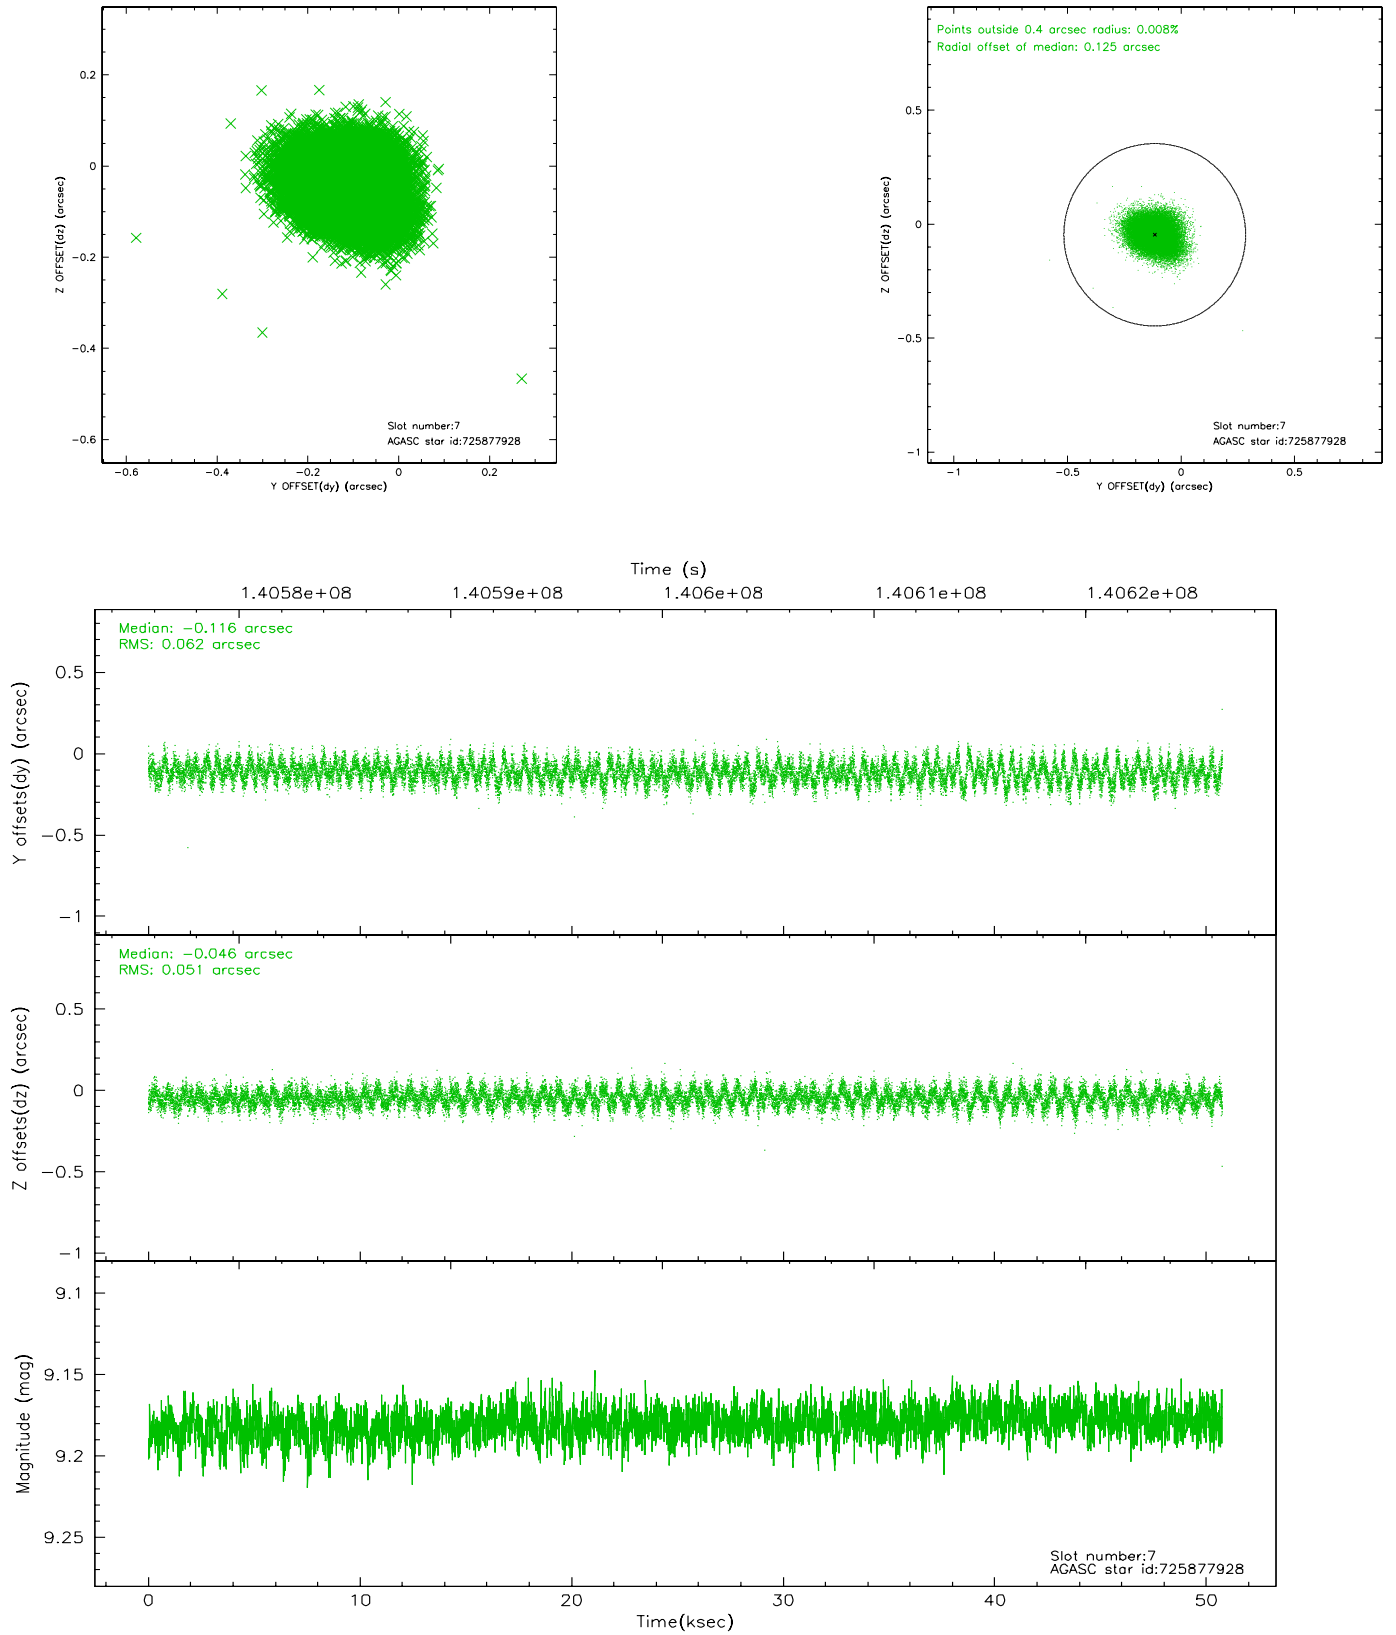 0.2
0
−0.2
−0.4
−0.6
Z OFFSET(dz) (arcsec)
Slot number:7
AGASC star id:725877928
−0.6 −0.4 −0.2 0 0.2
Y OFFSET(dy) (arcsec)
Points outside 0.4 arcsec radius: 0.008%
Radial offset of median: 0.125 arcsec
0.5
0
−0.5
−1
Z OFFSET(dz) (arcsec)
Slot number:7
AGASC star id:725877928
−1 −0.5 0 0.5
Y OFFSET(dy) (arcsec)
Time (s)
1.4058e+08 1.4059e+08 1.406e+08 1.4061e+08 1.4062e+08
Median: −0.116 arcsec
RMS: 0.062 arcsec
0.5
0
−0.5
−1
Y offsets(dy) (arcsec)
Median: −0.046 arcsec
RMS: 0.051 arcsec
0.5
0
−0.5
−1
Z offsets(dz) (arcsec)
9.1
9.15
9.2
9.25
Magnitude (mag)
Slot number:7
AGASC star id:725877928
0 10 20 30 40 50
Time(ksec)